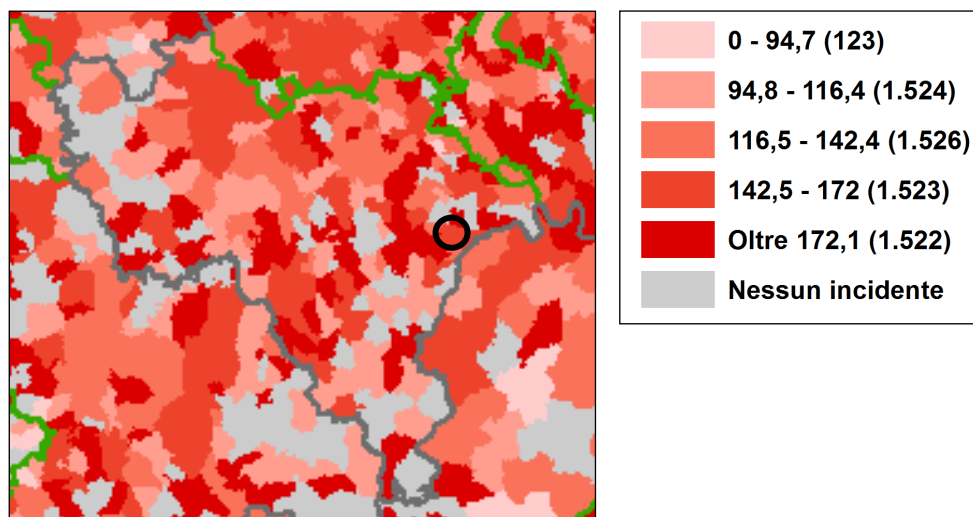 0 - 94,7 (123)
94,8 - 116,4 (1.524)
116,5 - 142,4 (1.526)
142,5 - 172 (1.523)
Oltre 172,1 (1.522)
Nessun incidente